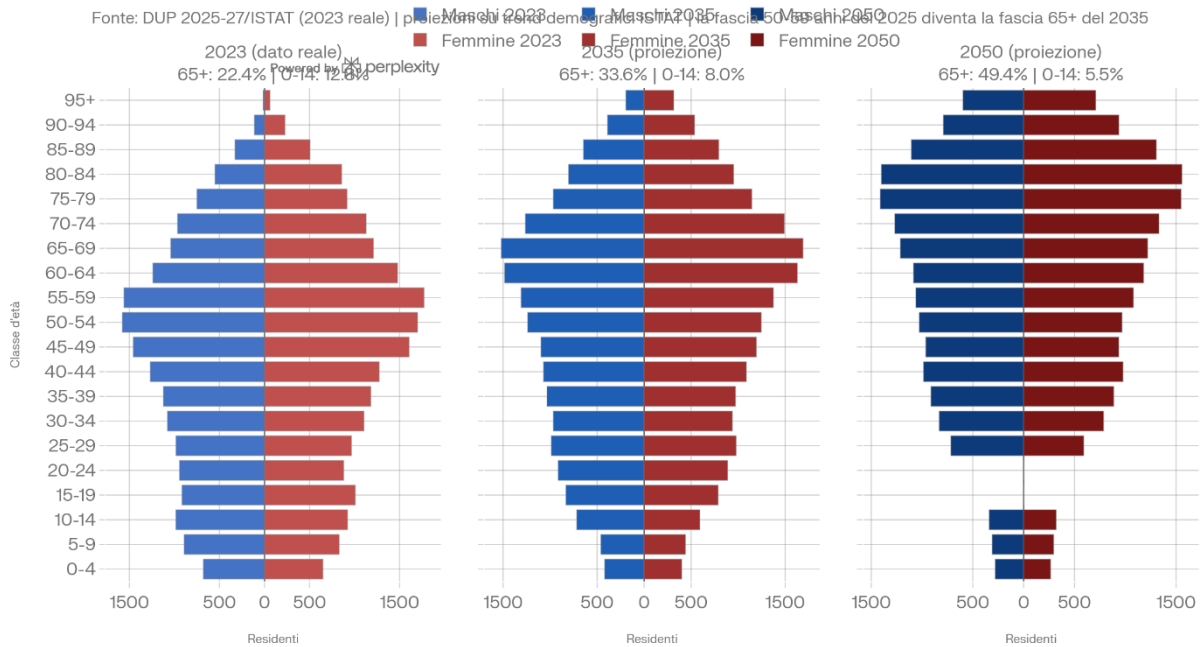 Fonte: DUP 2025-27/ISTAT (2023 reale) | proiezioni su trend demografici ISTAT | la fascia 50-59 anni del 2025 diventa la fascia 65+ del 2035
Maschi 2023 Maschi 2035 Maschi 2050
Femmine 2023 Femmine 2035 Femmine 2050
2023 (dato reale)
65+: 22.4% | 0-14: 12.8%
Powered by perplexity
2035 (proiezione)
65+: 33.6% | 0-14: 8.0%
2050 (proiezione)
65+: 49.4% | 0-14: 5.5%
Classe d'età
95+
90-94
85-89
80-84
75-79
70-74
65-69
60-64
55-59
50-54
45-49
40-44
35-39
30-34
25-29
20-24
15-19
10-14
5-9
0-4
1500 500 0 500 1500
1500 500 0 500 1500
1500 500 0 500 1500
Residenti
Residenti
Residenti